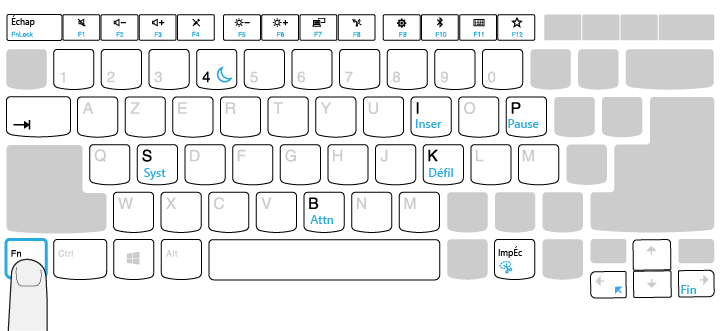 Échap
FnLock F1 F2 F3 F4 F5 F6 F7 F8 F9 F10 F11 F12
1 2 3 4 5 6 7 8 9 0
A Z E R T Y U I O P
Inser Pause
Q S D F G H J K L M
Syst Défil
W X C V B N M
Attn
Fn Ctrl Alt ImpÉc
Fin